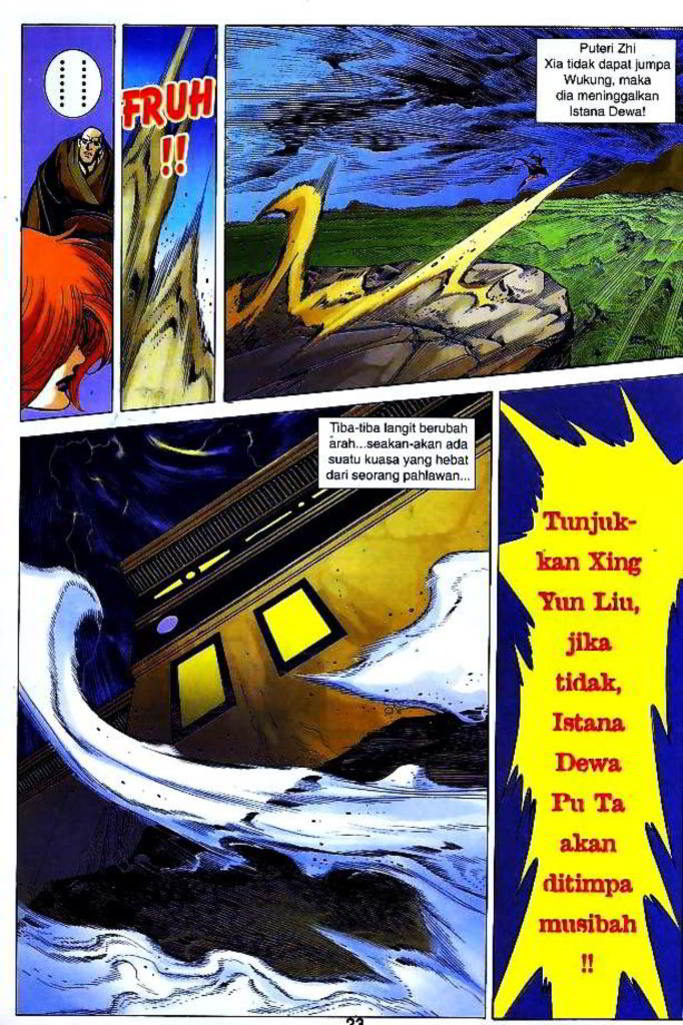 FRUH
!!
Puteri Zhi
Xia tidak dapat jumpa
Wukung, maka
dia meninggalkan
Istana Dewa!
Tiba-tiba langit berubah
arah...seakan-akan ada
suatu kuasa yang hebat
dari seorang pahlawan...
Tunjuk-
kan Xing
Yun Liu,
jika
tidak,
Istana
Dewa
Pu Ta
akan
ditimpa
musibah
!!
23